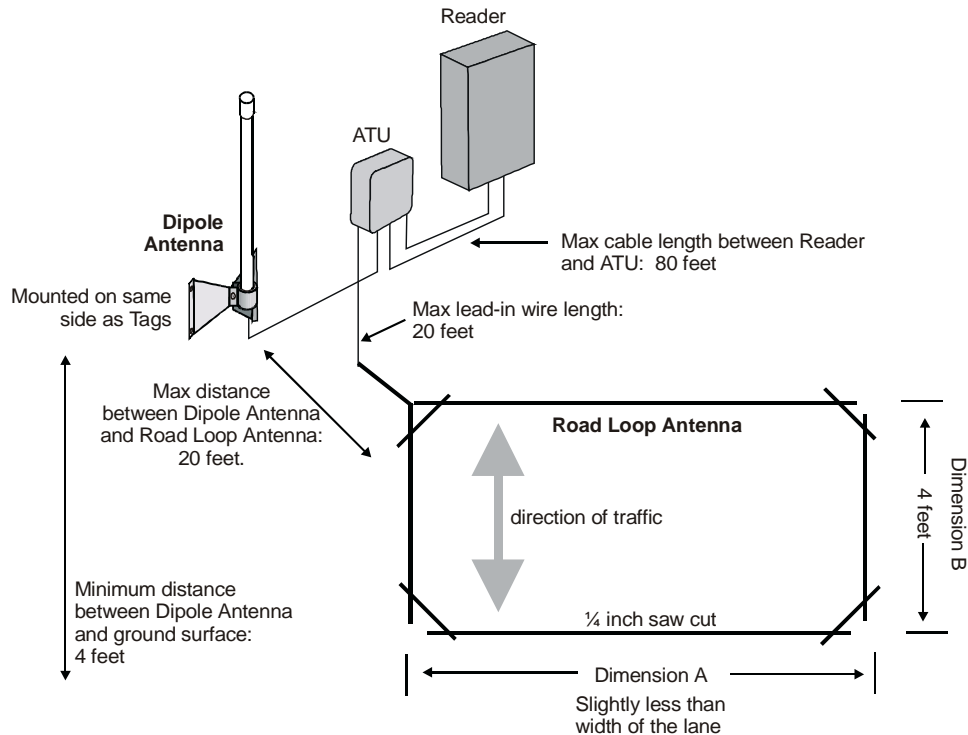 Reader
ATU
Dipole
Antenna
Mounted on same
side as Tags
Max cable length between Reader
and ATU: 80 feet
Max lead-in wire length:
20 feet
Max distance
between Dipole Antenna
and Road Loop Antenna:
20 feet.
Road Loop Antenna
direction of traffic
Dimension B
4 feet
Minimum distance
between Dipole Antenna
and ground surface:
4 feet
¼ inch saw cut
Dimension A
Slightly less than
width of the lane